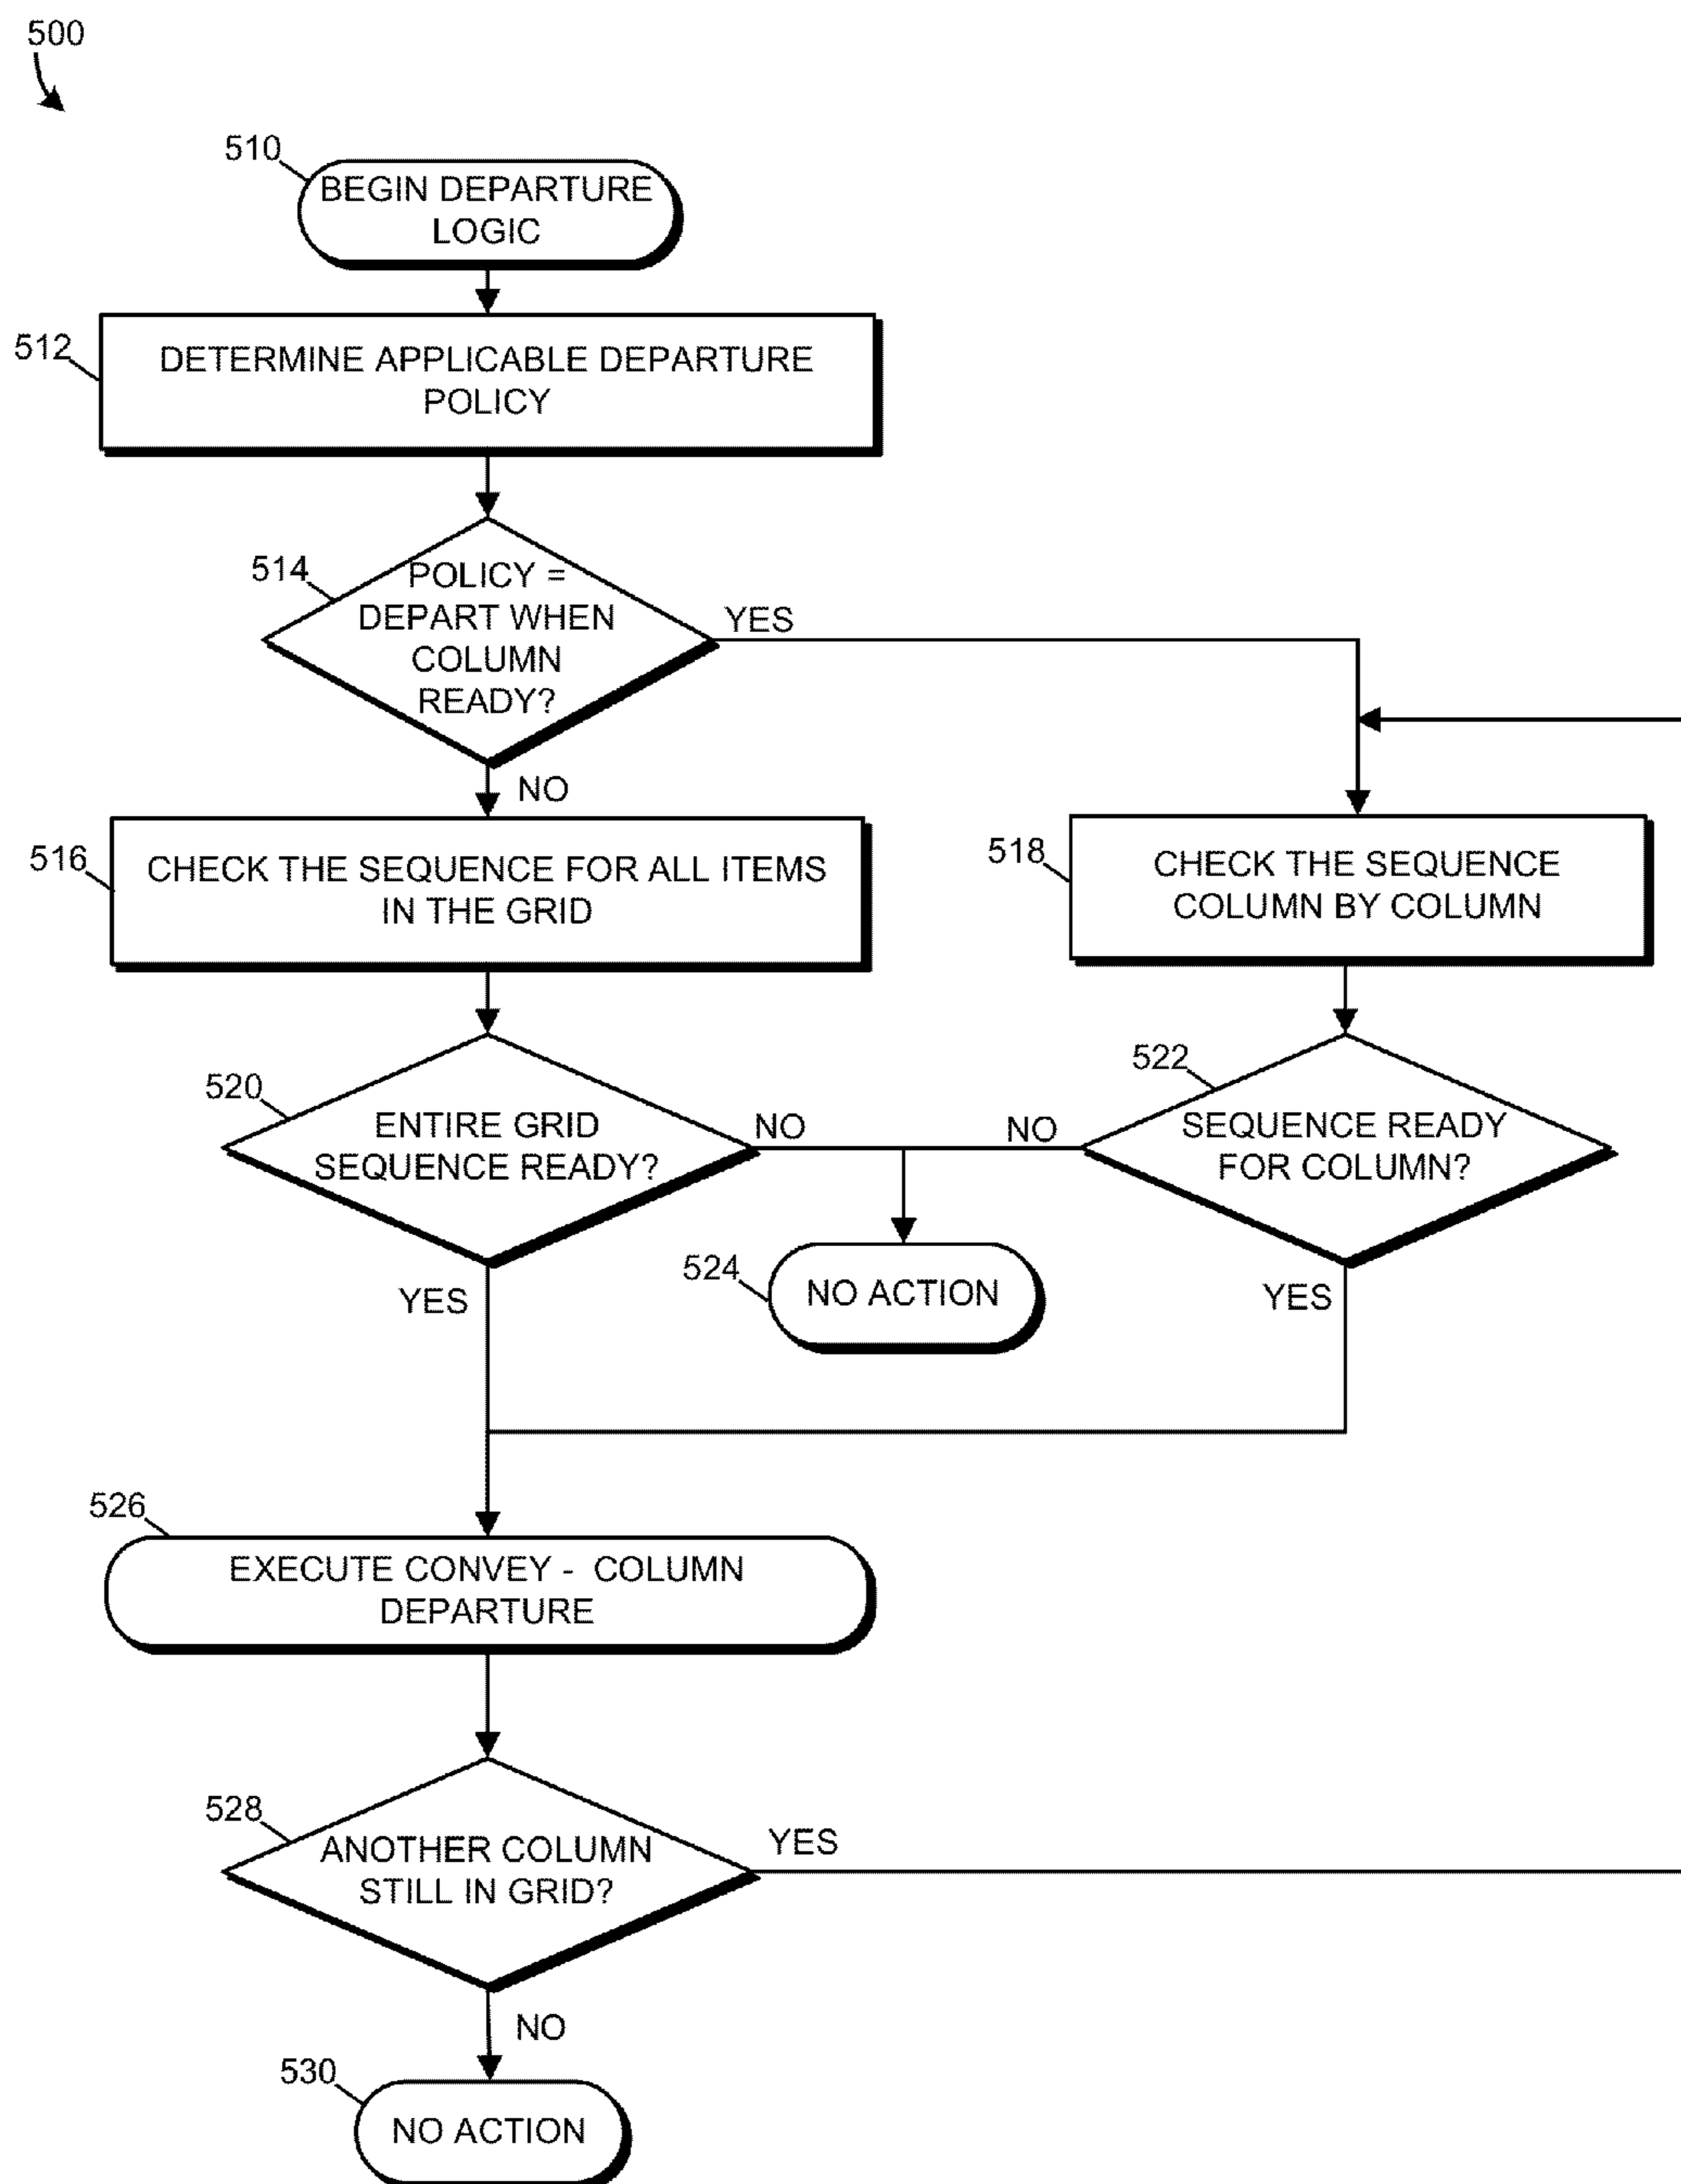 500
510
BEGIN DEPARTURE
LOGIC
512
DETERMINE APPLICABLE DEPARTURE
POLICY
514
POLICY =
DEPART WHEN
COLUMN
READY?
YES
NO
516
CHECK THE SEQUENCE FOR ALL ITEMS
IN THE GRID
518
CHECK THE SEQUENCE
COLUMN BY COLUMN
520
ENTIRE GRID
SEQUENCE READY?
NO
NO
522
SEQUENCE READY
FOR COLUMN?
524
NO ACTION
YES
YES
526
EXECUTE CONVEY - COLUMN
DEPARTURE
528
ANOTHER COLUMN
STILL IN GRID?
YES
NO
530
NO ACTION